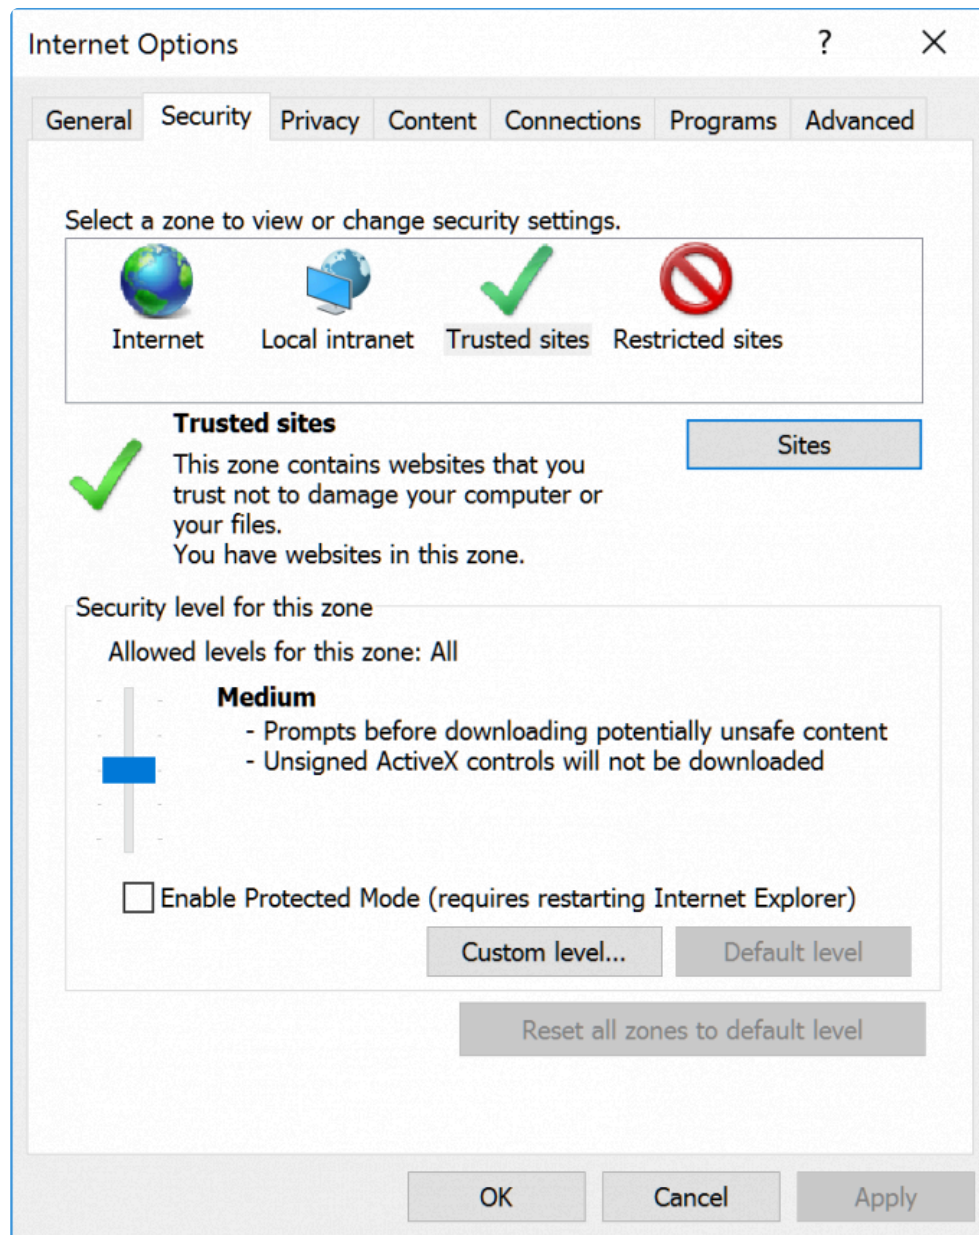 Internet Options ? ×
General Security Privacy Content Connections Programs Advanced
Select a zone to view or change security settings.
Internet Local intranet Trusted sites Restricted sites
Trusted sites
Sites
This zone contains websites that you
trust not to damage your computer or
your files.
You have websites in this zone.
Security level for this zone
Allowed levels for this zone: All
Medium
- Prompts before downloading potentially unsafe content
- Unsigned ActiveX controls will not be downloaded
Enable Protected Mode (requires restarting Internet Explorer)
Custom level... Default level
Reset all zones to default level
OK Cancel Apply